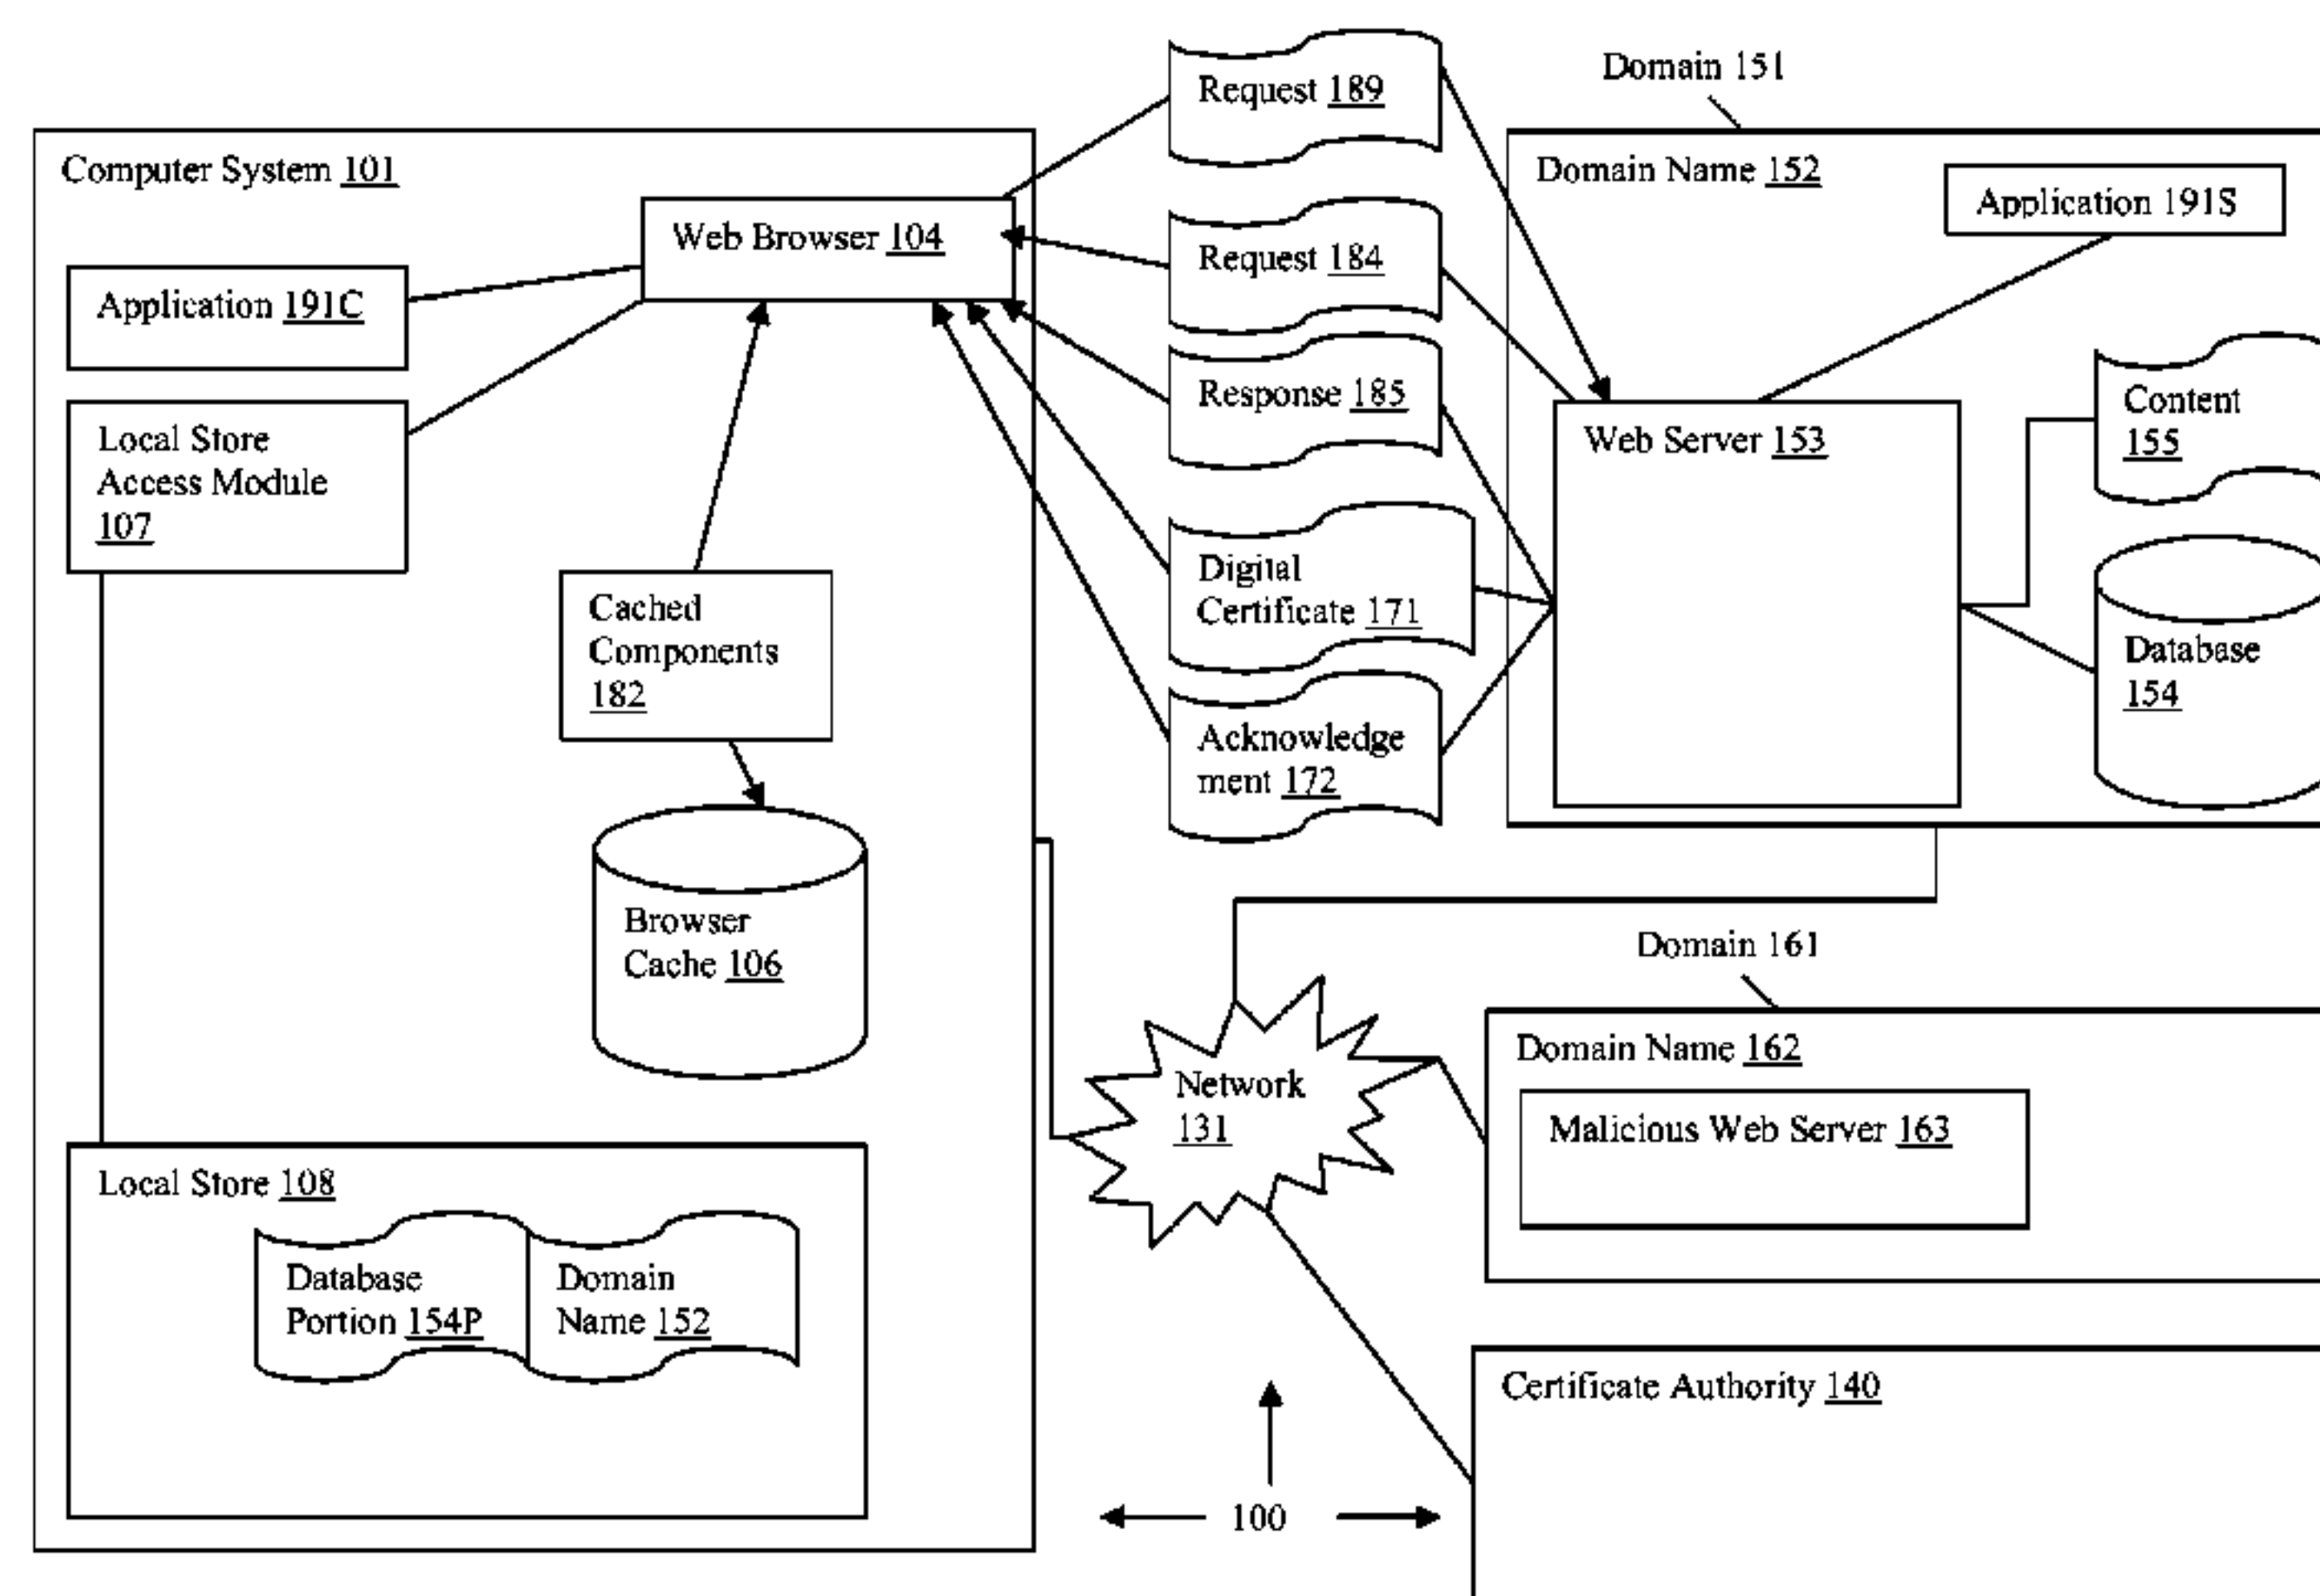 Computer System 101
Web Browser 104
Application 191C
Local Store
Access Module
107
Cached
Components
182
Browser
Cache 106
Local Store 108
Database
Portion 154P
Domain
Name 152
Request 189
Request 184
Response 185
Digital
Certificate 171
Acknowledge
ment 172
Domain 151
Domain Name 152
Application 191S
Web Server 153
Content
155
Database
154
Network
131
Domain 161
Domain Name 162
Malicious Web Server 163
Certificate Authority 140
100